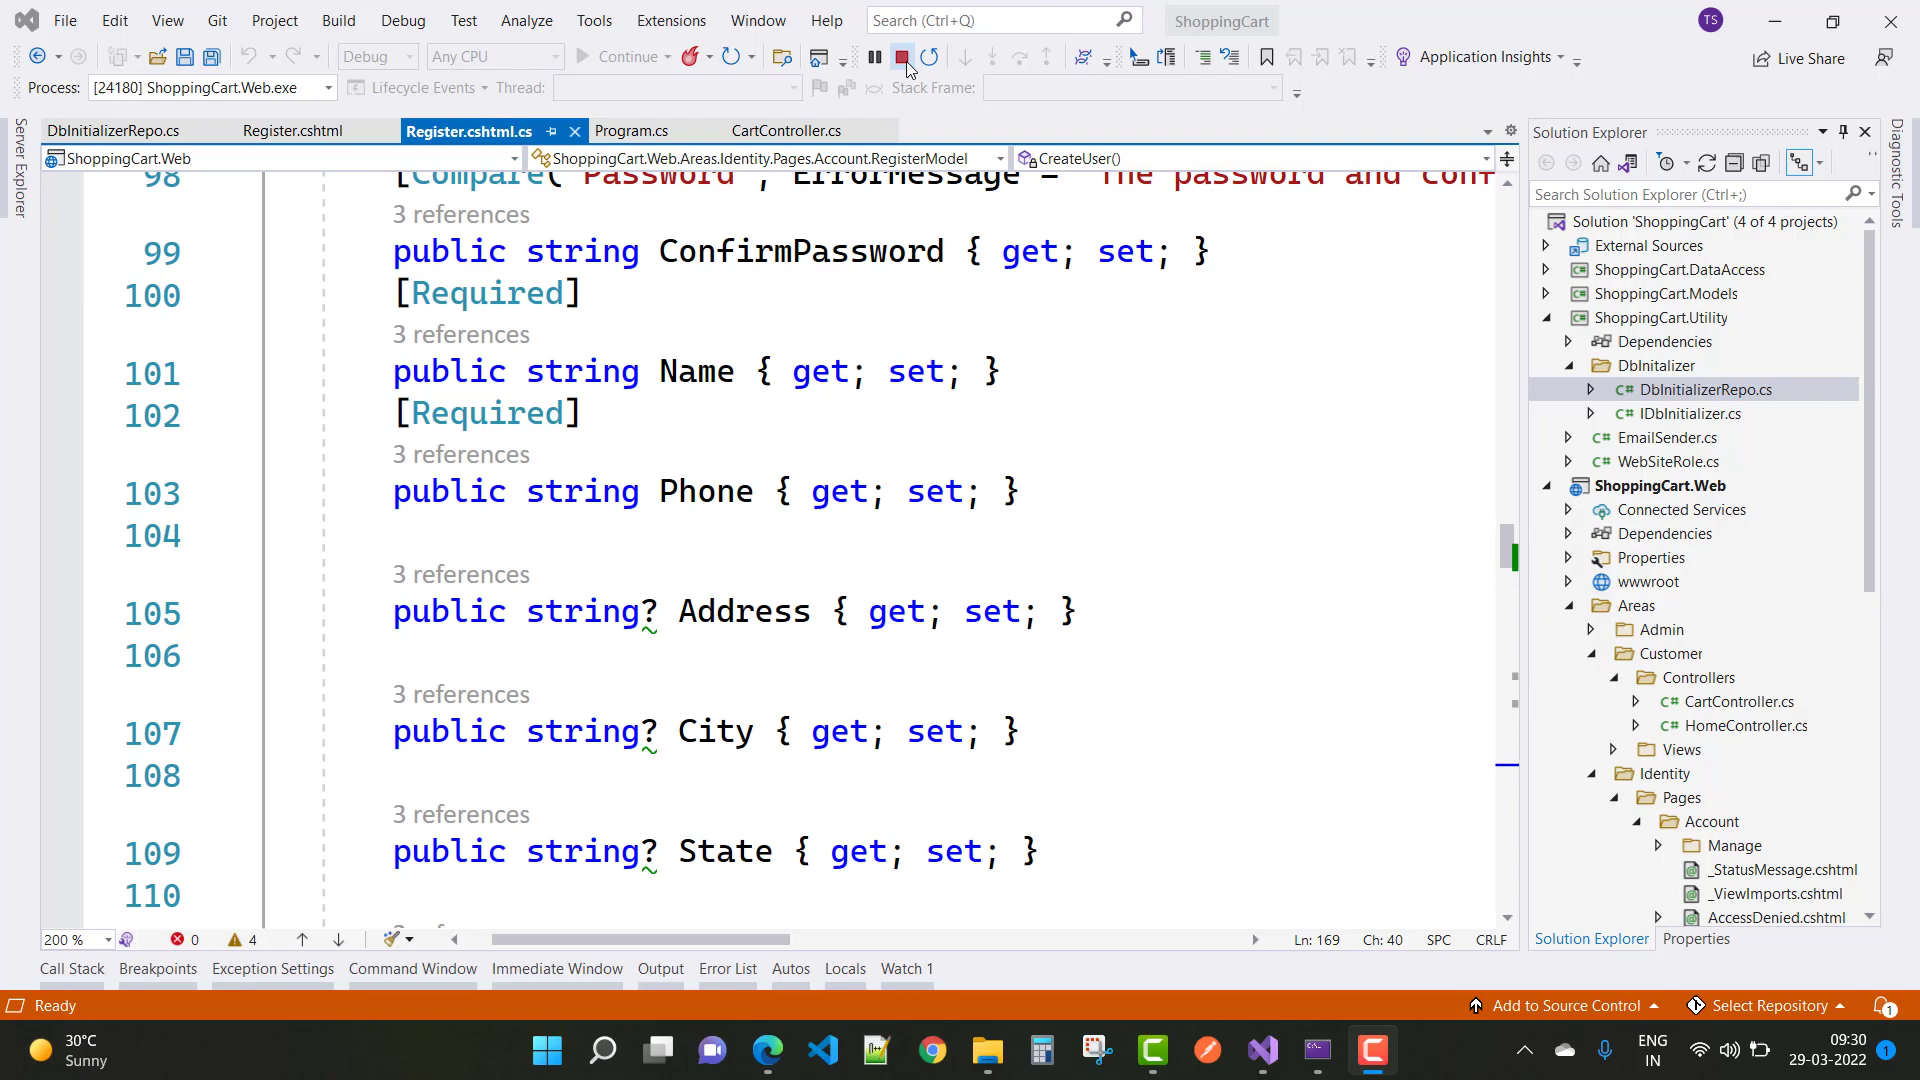 File Edit View Git Project Build Debug Test Analyze Tools Extensions Window Help Search (Ctrl+Q) ShoppingCart TS
Debug Any CPU Continue Application Insights Live Share
Process: [24180] ShoppingCart.Web.exe Lifecycle Events Thread: Stack Frame:
Server Explorer
DbInitializerRepo.cs Register.cshtml Register.cshtml.cs Program.cs CartController.cs
ShoppingCart.Web ShoppingCart.Web.Areas.Identity.Pages.Account.RegisterModel CreateUser()
98 [Compare("Password", ErrorMessage = "The password and conf
3 references
99 public string ConfirmPassword { get; set; }
100 [Required]
3 references
101 public string Name { get; set; }
102 [Required]
3 references
103 public string Phone { get; set; }
104
3 references
105 public string? Address { get; set; }
106
3 references
107 public string? City { get; set; }
108
3 references
109 public string? State { get; set; }
110
200 % 0 4 Ln: 169 Ch: 40 SPC CRLF
Solution Explorer
Search Solution Explorer (Ctrl+;)
Solution 'ShoppingCart' (4 of 4 projects)
External Sources
ShoppingCart.DataAccess
ShoppingCart.Models
ShoppingCart.Utility
Dependencies
DbInitalizer
DbInitializerRepo.cs
IDbInitializer.cs
EmailSender.cs
WebSiteRole.cs
ShoppingCart.Web
Connected Services
Dependencies
Properties
wwwroot
Areas
Admin
Customer
Controllers
CartController.cs
HomeController.cs
Views
Identity
Pages
Account
Manage
_StatusMessage.cshtml
_ViewImports.cshtml
AccessDenied.cshtml
Solution Explorer Properties
Diagnostic Tools
Call Stack Breakpoints Exception Settings Command Window Immediate Window Output Error List Autos Locals Watch 1
Ready Add to Source Control Select Repository 1
30°C
Sunny
ENG
IN
09:30
29-03-2022
1